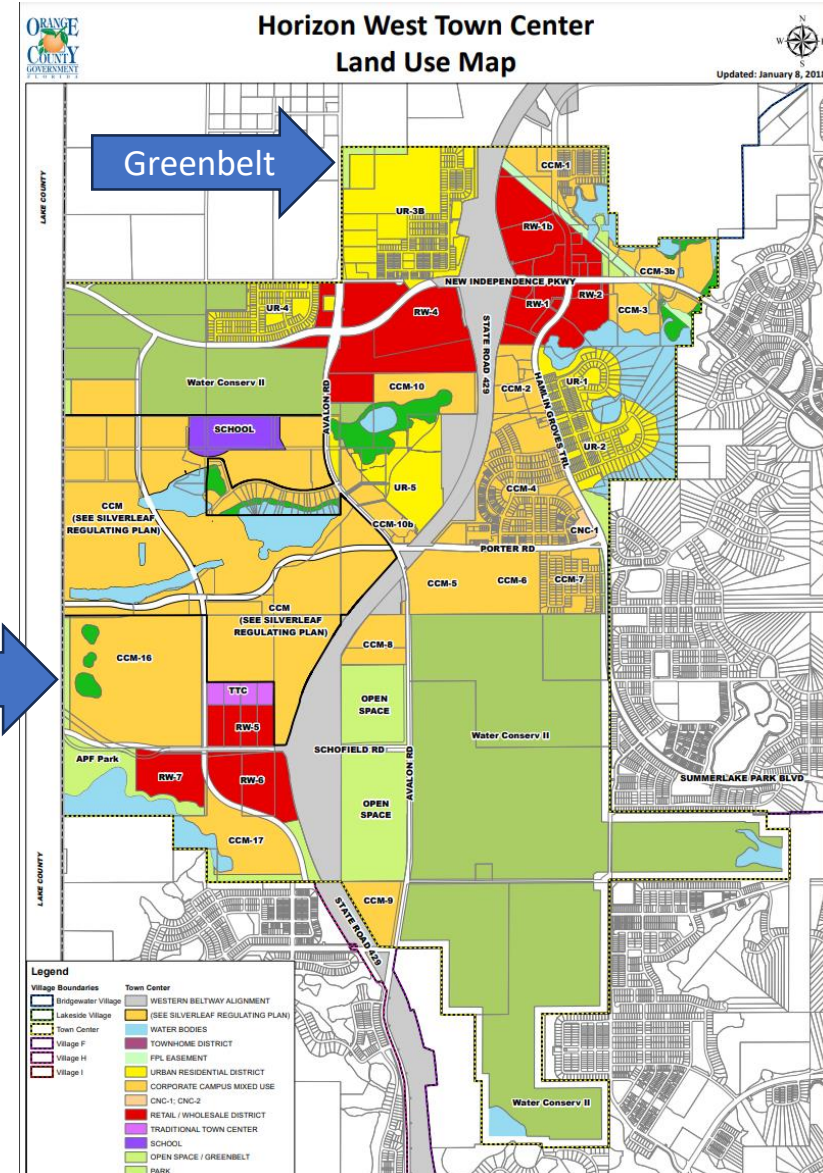 ORANGE
COUNTY
GOVERNMENT
FLORIDA
Horizon West Town Center
Land Use Map
N
W
S
Updated: January 8, 2018
Greenbelt
LAKE COUNTY
CCM-1
UR-3B
RW-1b
CCM-3b
NEW INDEPENDENCE PKWY
UR-4
RW-4
RW-1
RW-2
CCM-3
STATE ROAD 429
Water Conserv II
AVALON RD
CCM-10
CCM-2
HAMLIN GROVES TRL
UR-1
SCHOOL
UR-2
UR-5
CCM-4
CCM
(SEE SILVERLEAF
REGULATING PLAN)
CCM-10b
CNC-1
PORTER RD
CCM-5
CCM-6
CCM-7
CCM
(SEE SILVERLEAF
REGULATING PLAN)
CCM-8
CCM-16
TTC
OPEN
SPACE
RW-5
Water Conserv II
SCHOFIELD RD
AVALON RD
APF Park
RW-7
RW-6
SUMMERLAKE PARK BLVD
OPEN
SPACE
CCM-17
LAKE COUNTY
CCM-9
STATE ROAD 429
Water Conserv II
Legend
Village Boundaries
Bridgewater Village
Lakeside Village
Town Center
Village F
Village H
Village I
Town Center
WESTERN BELTWAY ALIGNMENT
(SEE SILVERLEAF REGULATING PLAN)
WATER BODIES
TOWNHOME DISTRICT
FPL EASEMENT
URBAN RESIDENTIAL DISTRICT
CORPORATE CAMPUS MIXED USE
CNC-1; CNC-2
RETAIL / WHOLESALE DISTRICT
TRADITIONAL TOWN CENTER
SCHOOL
OPEN SPACE / GREENBELT
PARK